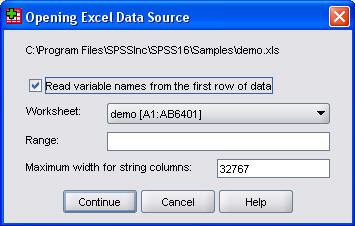 Opening Excel Data Source
C:\Program Files\SPSSInc\SPSS16\Samples\demo.xls
Read variable names from the first row of data
Worksheet: demo [A1:AB6401]
Range:
Maximum width for string columns: 32767
Continue Cancel Help